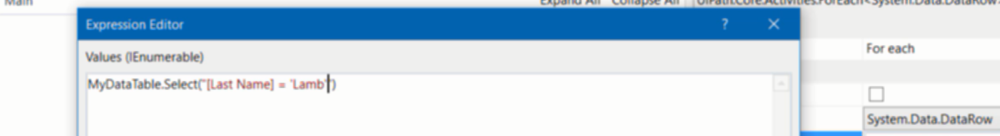 Main
Expand All Collapse All
UiPath.Core.Activities.ForEach<System.Data.DataRow>
Expression Editor
? ×
Values (IEnumerable)
For each
MyDataTable.Select("[Last Name] = 'Lamb'")
System.Data.DataRow